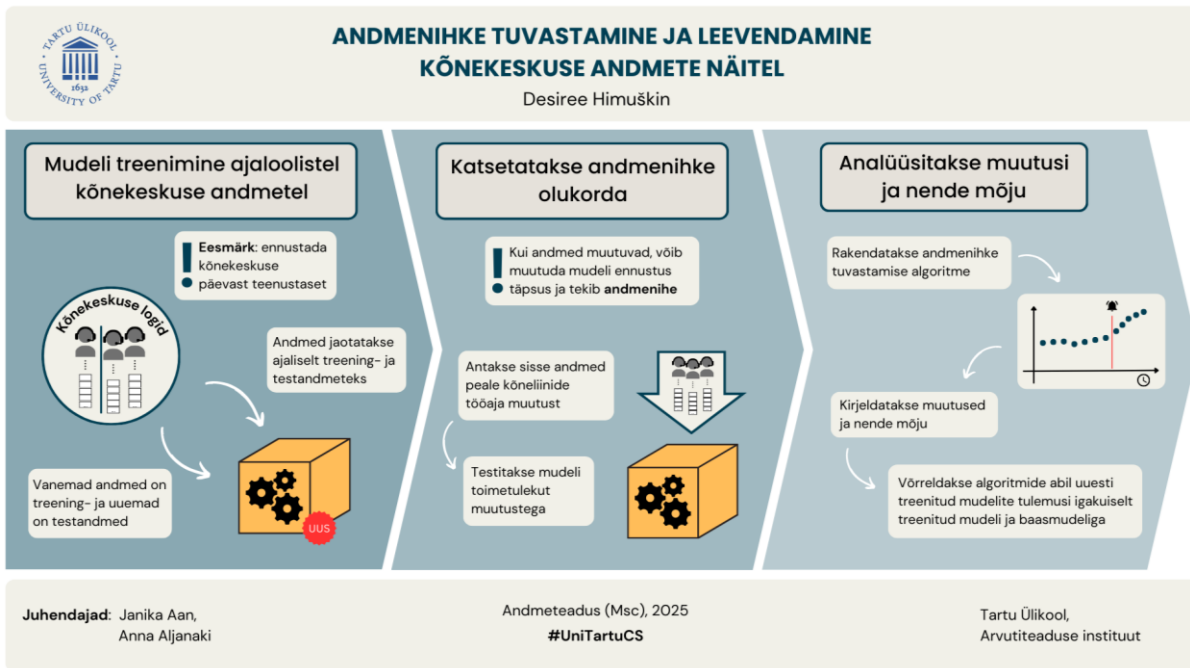 TARTU ÜLIKOOL
UNIVERSITY OF TARTU
1632
ANDMENIHKE TUVASTAMINE JA LEEVENDAMINE
KÕNEKESKUSE ANDMETE NÄITEL
Desiree Himuškin
Mudeli treenimine ajaloolistel
kõnekeskuse andmetel
Eesmärk: ennustada
kõnekeskuse
päevast teenustaset
Kõnekeskuse logid
Andmed jaotatakse
ajaliselt treening- ja
testandmeteks
Vanemad andmed on
treening- ja uuemad
on testandmed
UUS
Katsetatakse andmenihke
olukorda
Kui andmed muutuvad, võib
muutuda mudeli ennustus
täpsus ja tekib andmenihe
Antakse sisse andmed
peale kõneliinide
tööaja muutust
Testitakse mudeli
toimetulekut
muutustega
Analüüsitakse muutusi
ja nende mõju
Rakendatakse andmenihke
tuvastamise algoritme
Kirjeldatakse muutused
ja nende mõju
Võrreldakse algoritmide abil uuesti
treenitud mudelite tulemusi igakuiselt
treenitud mudeli ja baasmudeliga
Juhendajad: Janika Aan,
Anna Aljanaki
Andmeteadus (Msc), 2025
#UniTartuCS
Tartu Ülikool,
Arvutiteaduse instituut